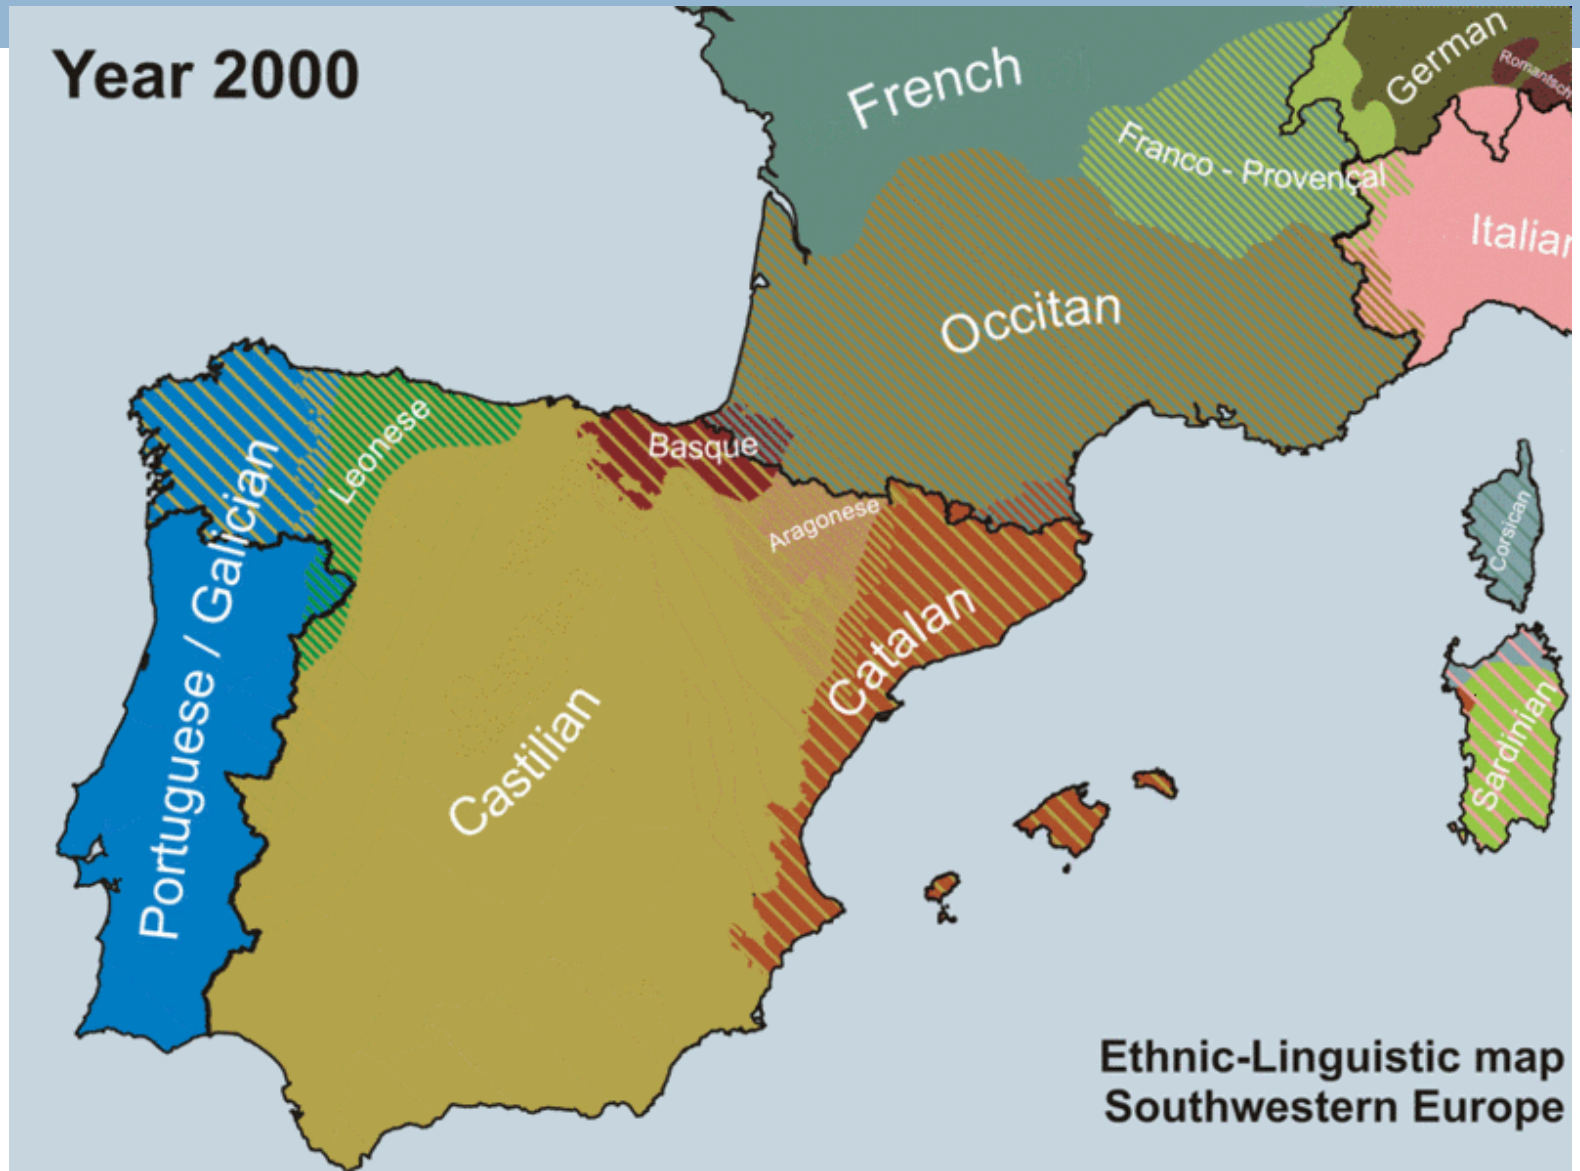 Year 2000
French
German
Romantsch
Franco - Provençal
Italian
Occitan
Leonese
Basque
Aragonese
Corsican
Portuguese / Galician
Catalan
Castilian
Sardinian
Ethnic-Linguistic map
Southwestern Europe